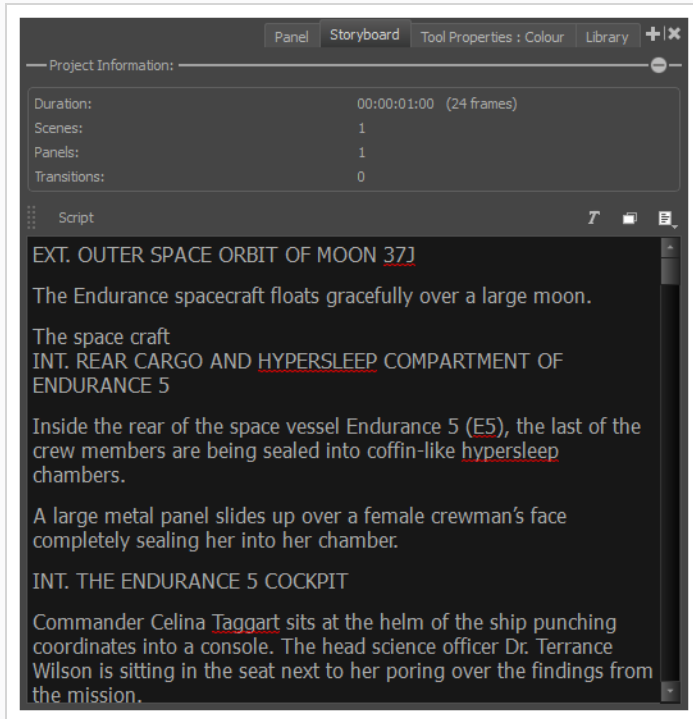 Panel Storyboard Tool Properties : Colour Library
Project Information:
Duration: 00:00:01:00 (24 frames)
Scenes: 1
Panels: 1
Transitions: 0
Script
EXT. OUTER SPACE ORBIT OF MOON 37J
The Endurance spacecraft floats gracefully over a large moon.
The space craft
INT. REAR CARGO AND HYPERSLEEP COMPARTMENT OF
ENDURANCE 5
Inside the rear of the space vessel Endurance 5 (E5), the last of the
crew members are being sealed into coffin-like hypersleep
chambers.
A large metal panel slides up over a female crewman’s face
completely sealing her into her chamber.
INT. THE ENDURANCE 5 COCKPIT
Commander Celina Taggart sits at the helm of the ship punching
coordinates into a console. The head science officer Dr. Terrance
Wilson is sitting in the seat next to her poring over the findings from
the mission.